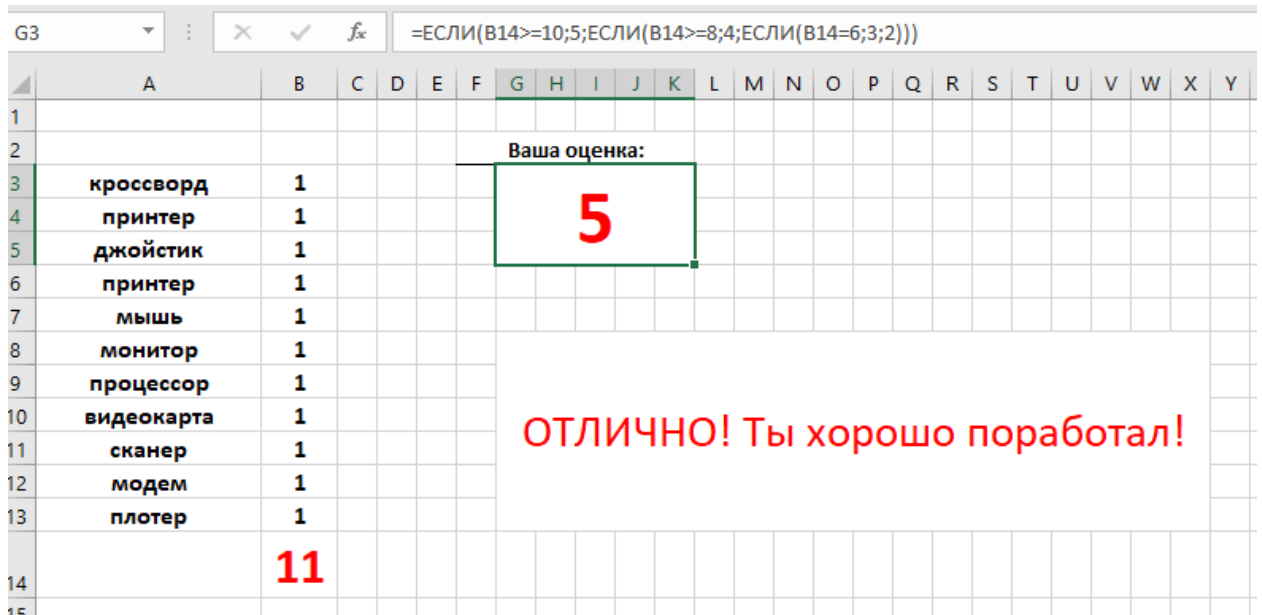 G3 fx =ЕСЛИ(B14>=10;5;ЕСЛИ(B14>=8;4;ЕСЛИ(B14=6;3;2)))
A B C D E F G H I J K L M N O P Q R S T U V W X Y
1
2 Ваша оценка:
3 кроссворд 1 5
4 принтер 1
5 джойстик 1
6 принтер 1
7 мышь 1
8 монитор 1
9 процессор 1
10 видеокарта 1
11 сканер 1 ОТЛИЧНО! Ты хорошо поработал!
12 модем 1
13 плотер 1
14 11
15